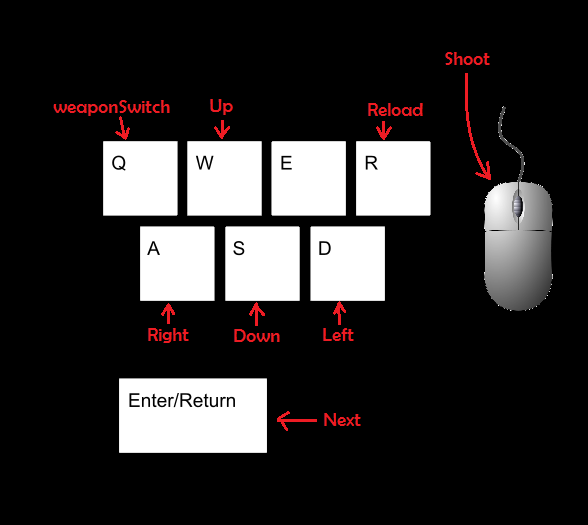 Shoot
weaponSwitch
Up
Reload
Q
W
E
R
A
S
D
Right
Down
Left
Enter/Return
Next